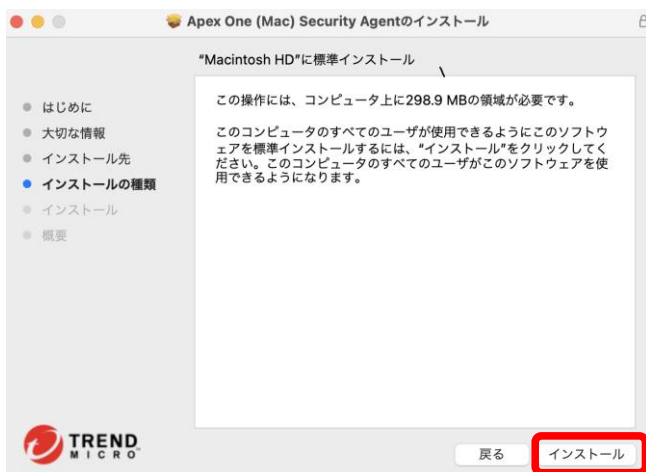 Apex One (Mac) Security Agentのインストール
"Macintosh HD"に標準インストール
はじめに
大切な情報
インストール先
インストールの種類
インストール
概要
この操作には、コンピュータ上に298.9 MBの領域が必要です。
このコンピュータのすべてのユーザが使用できるようにこのソフトウ
ェアを標準インストールするには、"インストール"をクリックしてく
ださい。このコンピュータのすべてのユーザがこのソフトウェアを使
用できるようになります。
TREND
MICRO
戻る
インストール